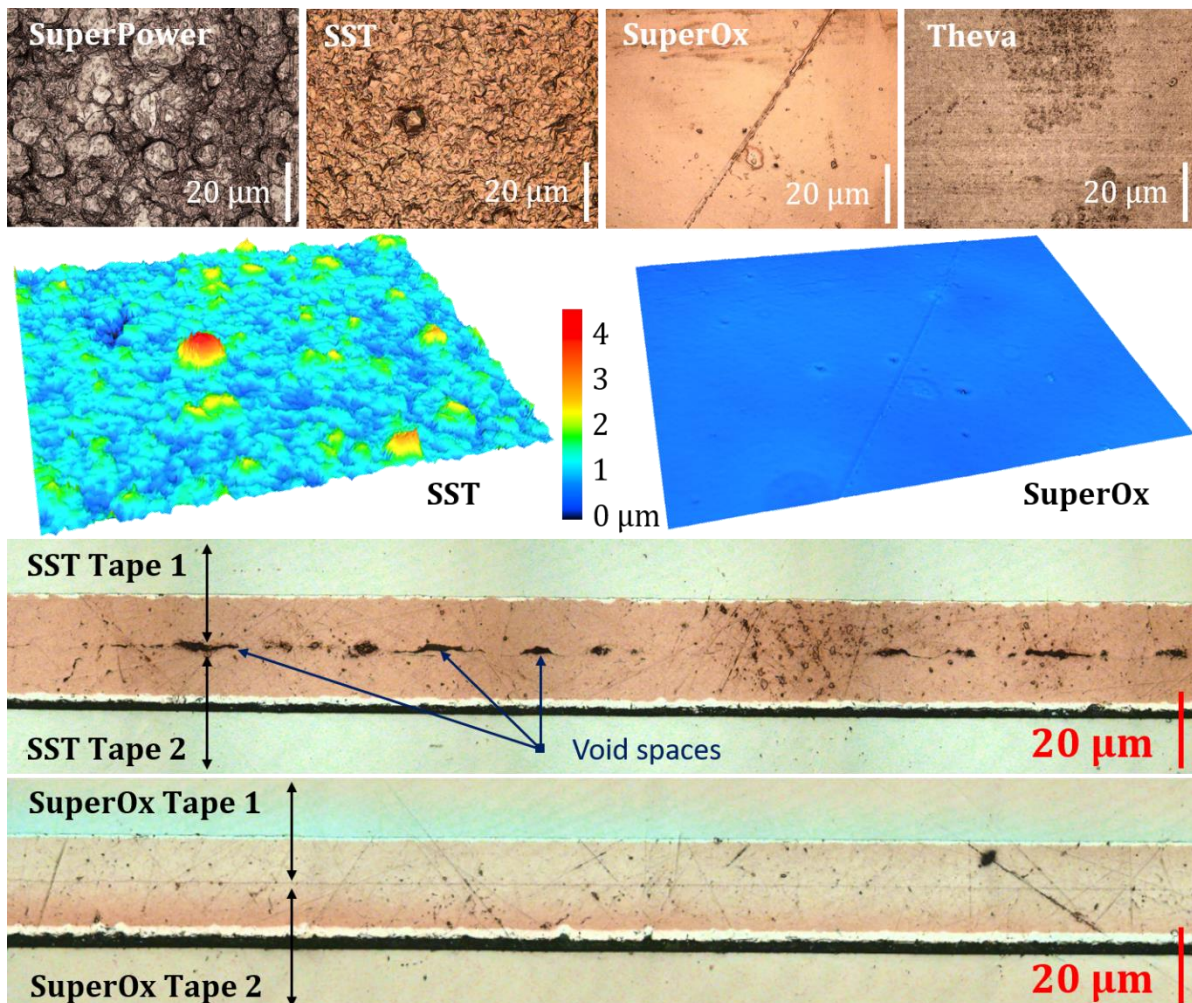 SuperPower
20 μm
SST
20 μm
SuperOx
20 μm
Theva
20 μm
4
3
2
1
0 μm
SST
SuperOx
SST Tape 1
SST Tape 2
Void spaces
20 μm
SuperOx Tape 1
SuperOx Tape 2
20 μm